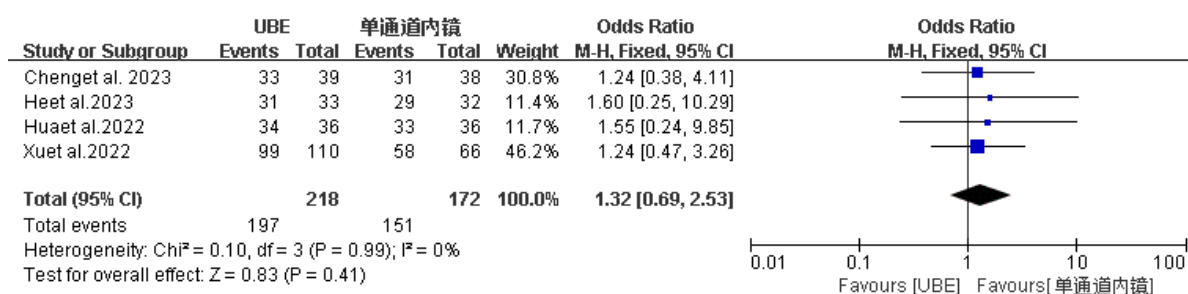 UBE 单通道内镜 Odds Ratio Odds Ratio
Study or Subgroup Events Total Events Total Weight M-H, Fixed, 95% CI M-H, Fixed, 95% CI
Chenget al. 2023 33 39 31 38 30.8% 1.24 [0.38, 4.11]
Heet al.2023 31 33 29 32 11.4% 1.60 [0.25, 10.29]
Huaet al.2022 34 36 33 36 11.7% 1.55 [0.24, 9.85]
Xuet al.2022 99 110 58 66 46.2% 1.24 [0.47, 3.26]
Total (95% CI) 218 172 100.0% 1.32 [0.69, 2.53]
Total events 197 151
Heterogeneity: Chi² = 0.10, df = 3 (P = 0.99); I² = 0%
Test for overall effect: Z = 0.83 (P = 0.41)
0.01 0.1 1 10 100
Favours [UBE] Favours[ 单通道内镜]